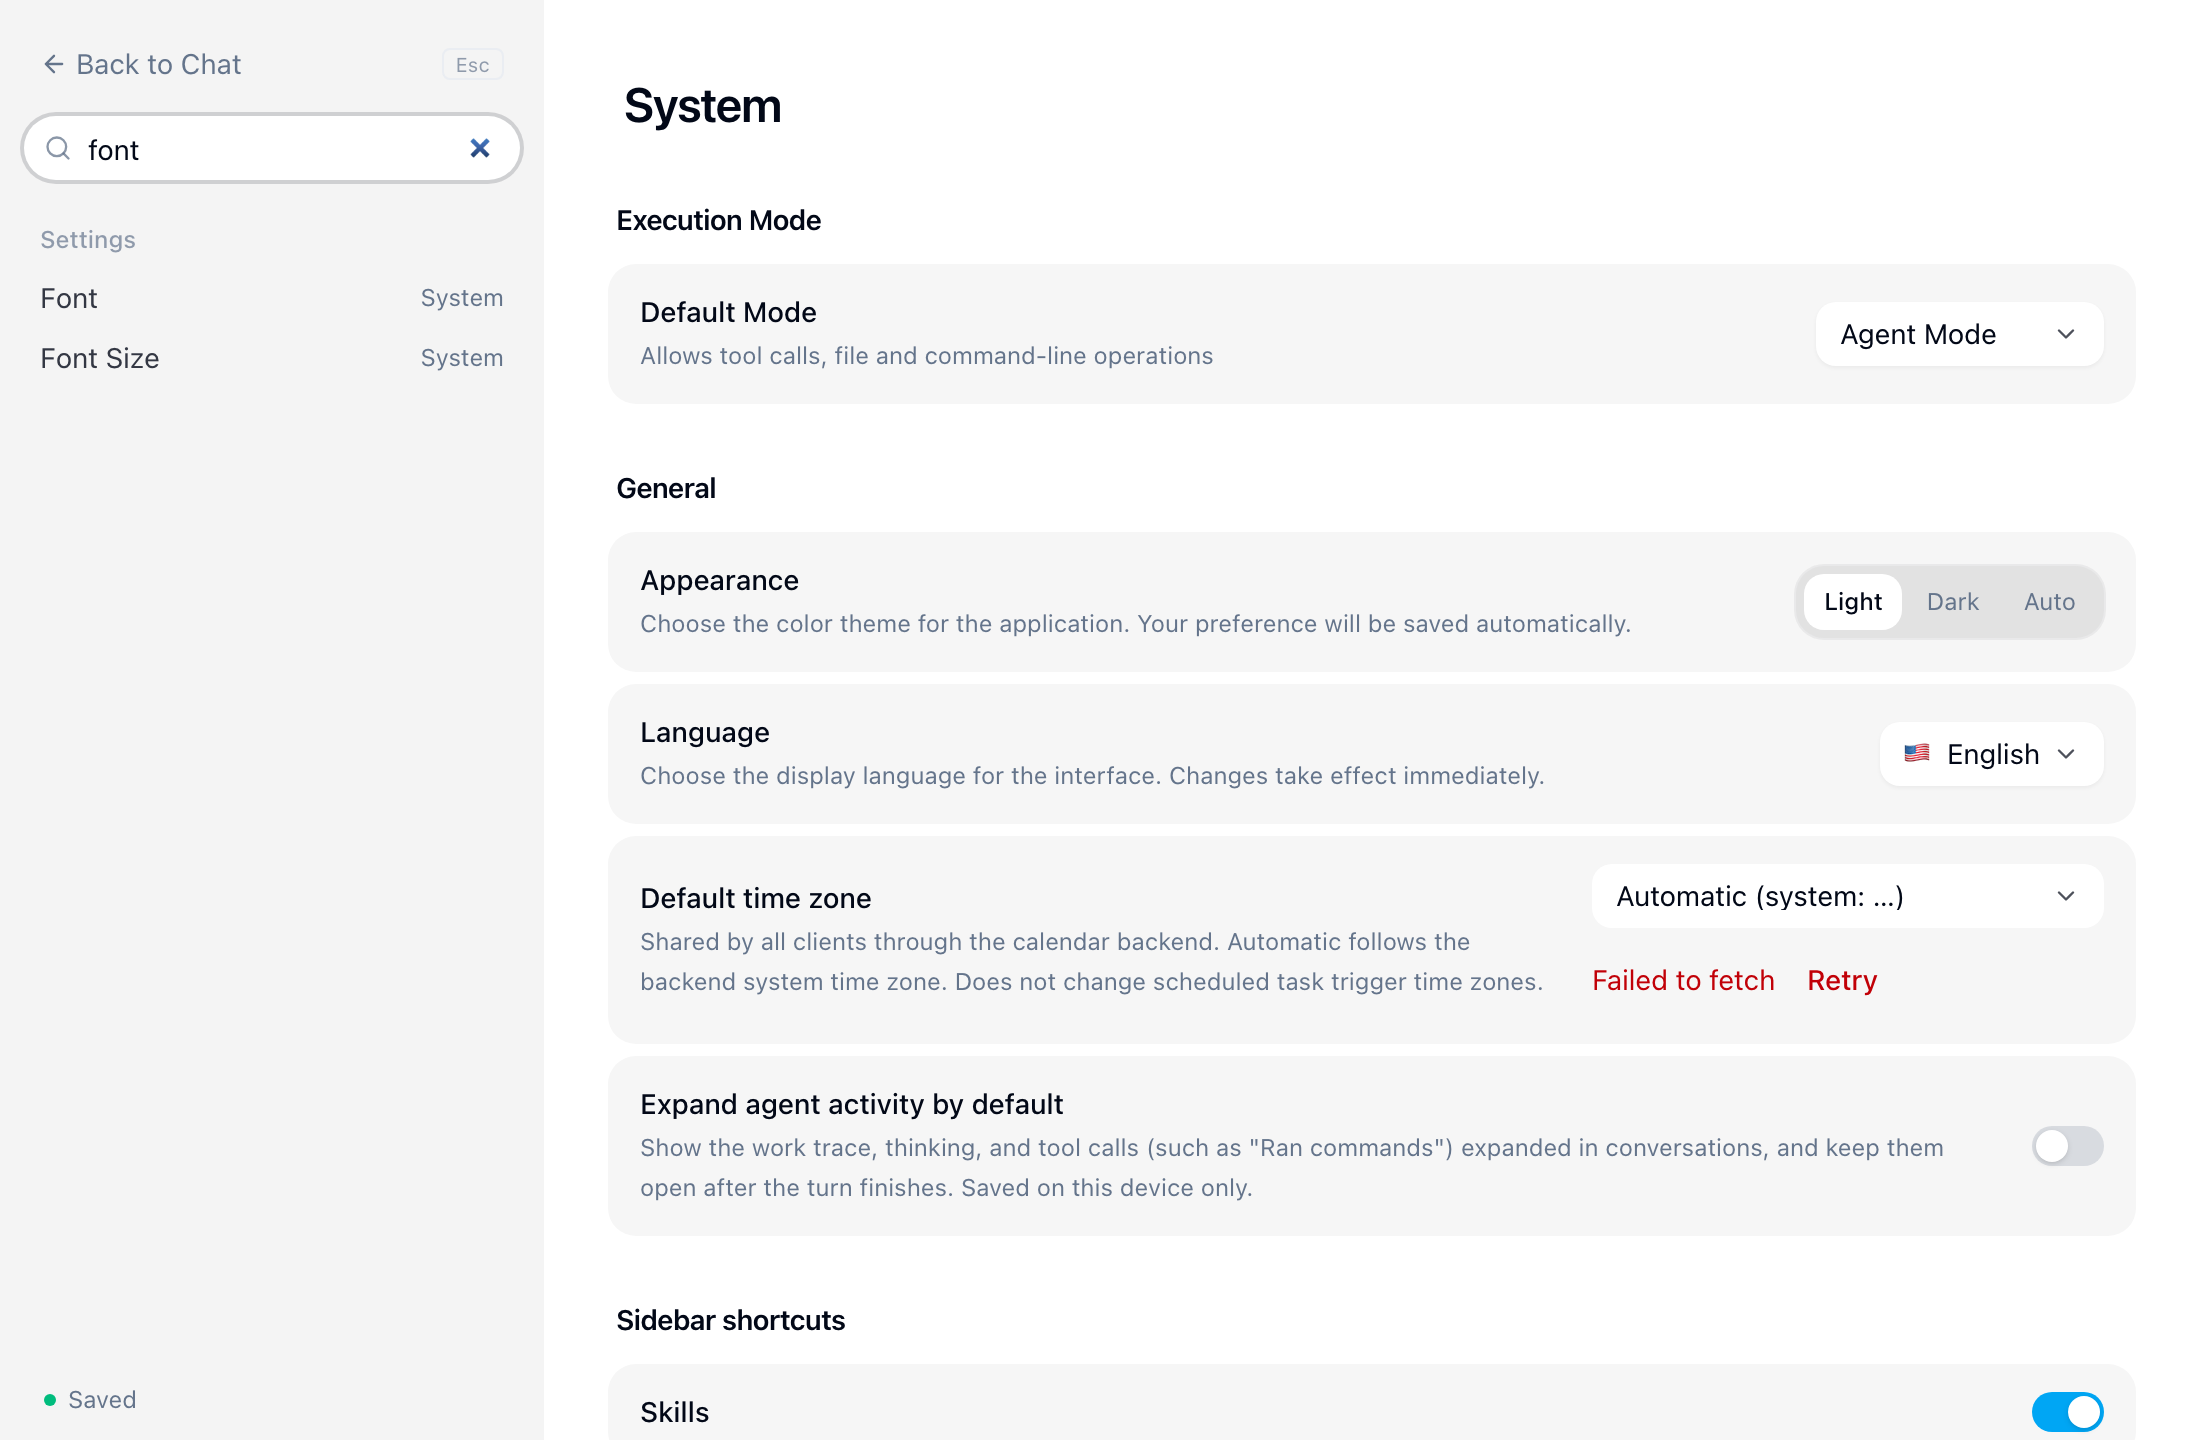 Back to Chat
Esc
font
Settings
Font System
Font Size System
Saved
System
Execution Mode
Default Mode
Allows tool calls, file and command-line operations
Agent Mode
General
Appearance
Choose the color theme for the application. Your preference will be saved automatically.
Light Dark Auto
Language
Choose the display language for the interface. Changes take effect immediately.
English
Default time zone
Shared by all clients through the calendar backend. Automatic follows the
backend system time zone. Does not change scheduled task trigger time zones.
Automatic (system: ...)
Failed to fetch Retry
Expand agent activity by default
Show the work trace, thinking, and tool calls (such as "Ran commands") expanded in conversations, and keep them
open after the turn finishes. Saved on this device only.
Sidebar shortcuts
Skills